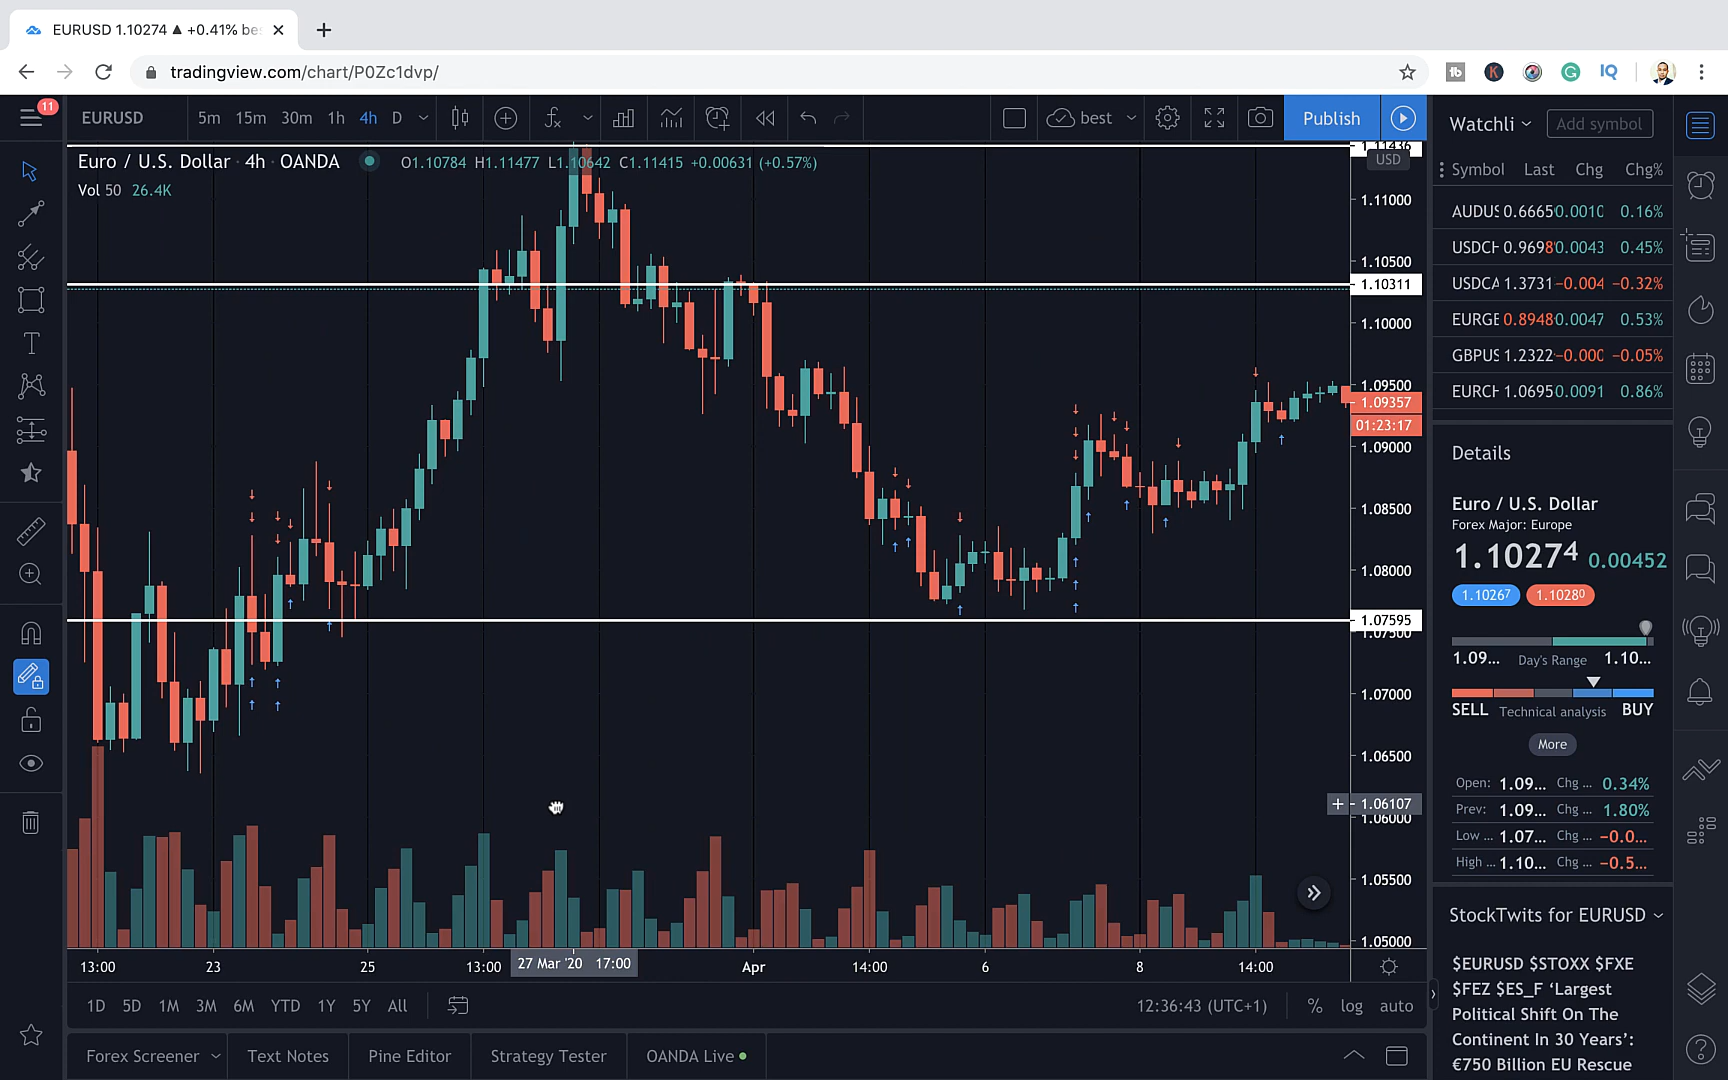 EURUSD 1.10274 ▲ +0.41% be
tradingview.com/chart/P0Zc1dvp/
11
EURUSD 5m 15m 30m 1h 4h D best Publish
Euro / U.S. Dollar · 4h · OANDA O1.10784 H1.11477 L1.10642 C1.11415 +0.00631 (+0.57%)
Vol 50 26.4K
1.11436
USD
1.11000
1.10500
1.10311
1.10000
1.09500
1.09357
01:23:17
1.09000
1.08500
1.08000
1.07595
1.07500
1.07000
1.06500
1.06107
1.06000
1.05500
1.05000
13:00 23 25 13:00 27 Mar '20 17:00 Apr 14:00 6 8 14:00
1D 5D 1M 3M 6M YTD 1Y 5Y All 12:36:43 (UTC+1) % log auto
Forex Screener Text Notes Pine Editor Strategy Tester OANDA Live
Watchli Add symbol
Symbol Last Chg Chg%
AUDUS 0.6665 0.0010 0.16%
USDCH 0.9698 0.0043 0.45%
USDCA 1.3731 −0.004 −0.32%
EURGB 0.8948 0.0047 0.53%
GBPUS 1.2322 −0.000 −0.05%
EURCH 1.0695 0.0091 0.86%
Details
Euro / U.S. Dollar
Forex Major: Europe
1.10274 0.00452
1.10267 1.10280
1.09... Day's Range 1.10...
SELL Technical analysis BUY
More
Open: 1.09... Chg ... 0.34%
Prev: 1.09... Chg ... 1.80%
Low ... 1.07... Chg ... −0.0...
High ... 1.10... Chg ... −0.5...
StockTwits for EURUSD
$EURUSD $STOXX $FXE
$FEZ $ES_F ‘Largest
Political Shift On The
Continent In 30 Years’:
€750 Billion EU Rescue